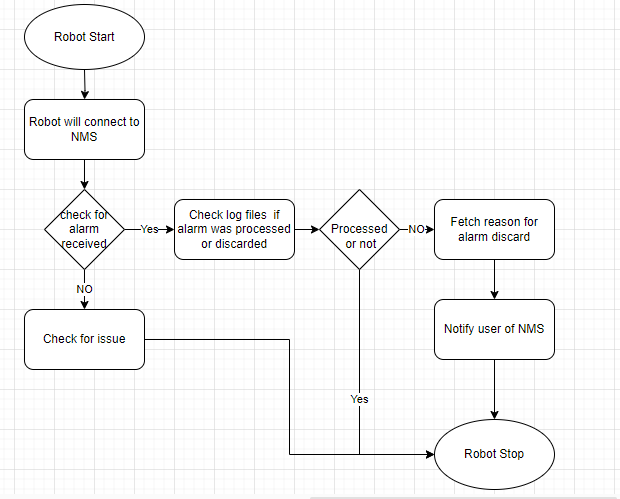 Robot Start
Robot will connect to
NMS
check for
alarm
received
Yes
Check log files if
alarm was processed
or discarded
Processed
or not
NO
Fetch reason for
alarm discard
NO
Check for issue
Notify user of NMS
Yes
Robot Stop